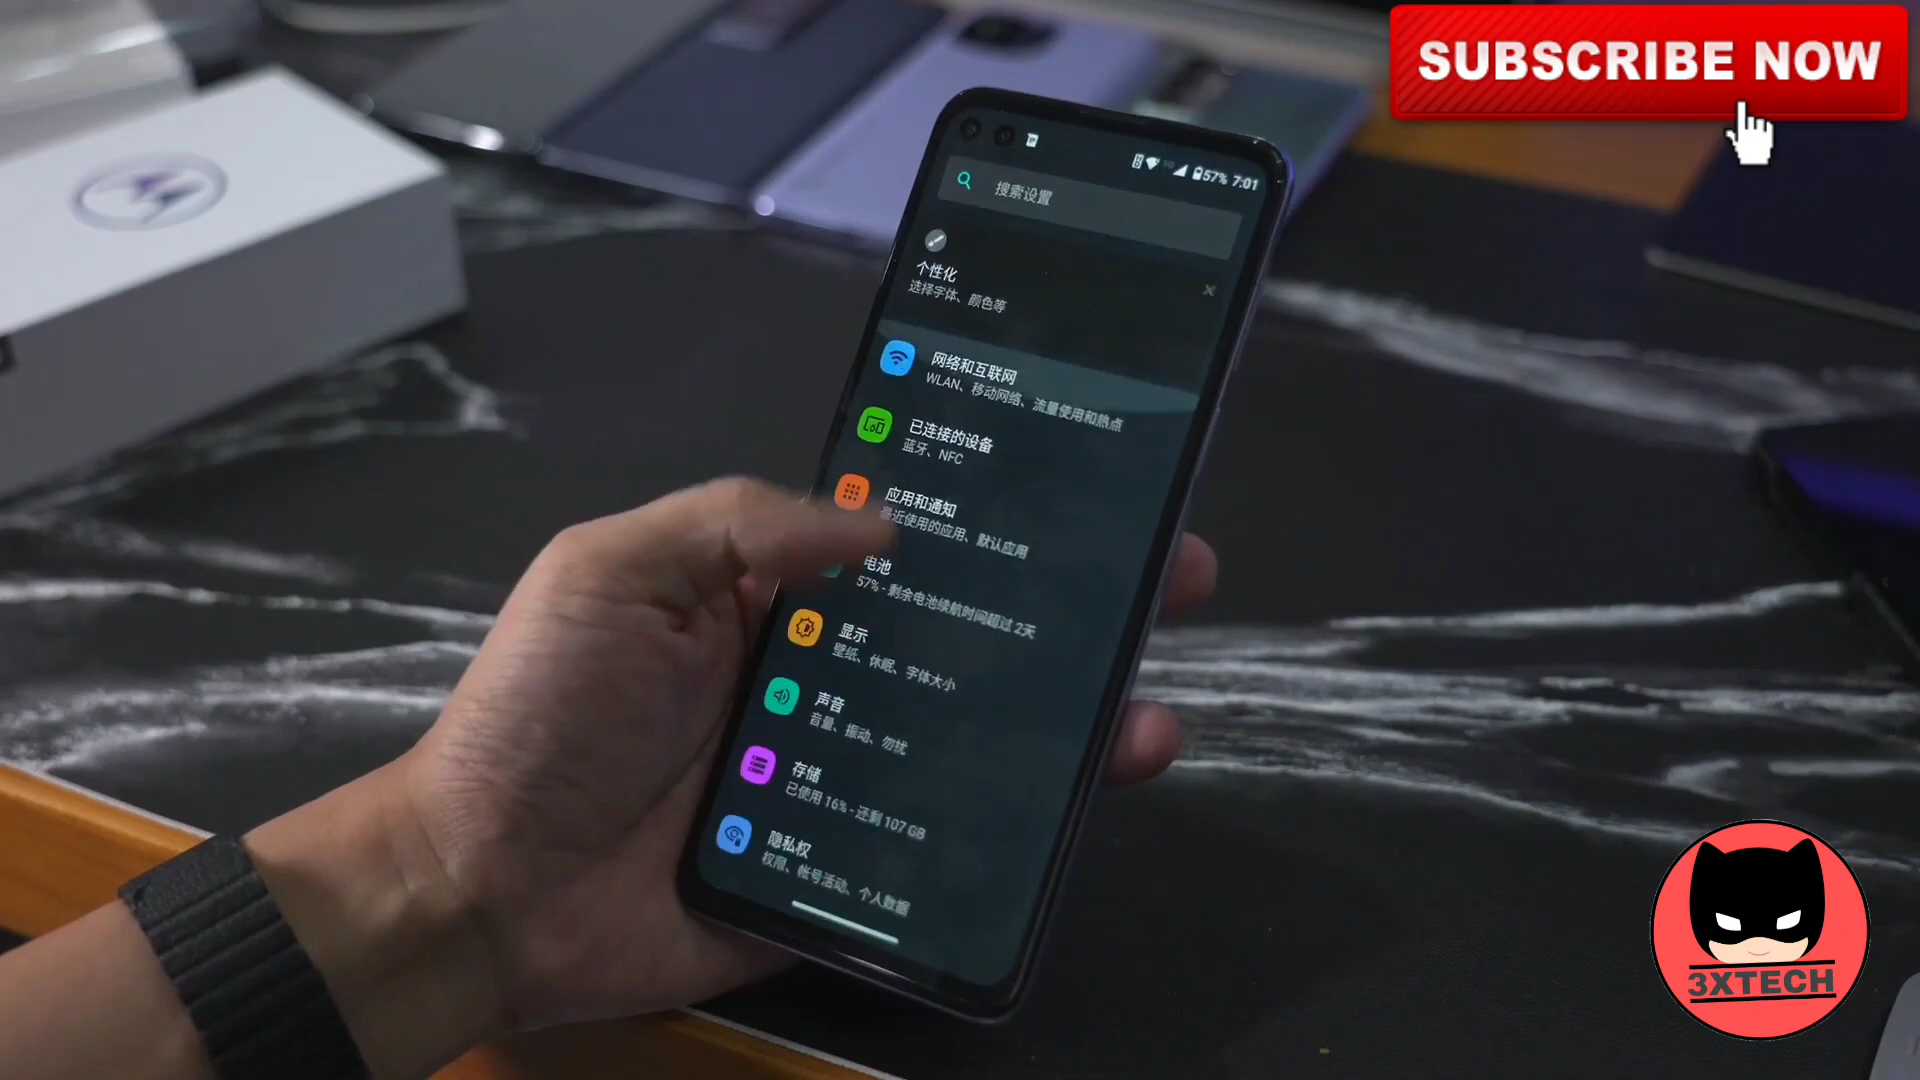 SUBSCRIBE NOW
57% 7:01
搜索设置
个性化
选择字体、颜色等
网络和互联网
WLAN、移动网络、流量使用和热点
已连接的设备
蓝牙、NFC
应用和通知
最近使用的应用、默认应用
电池
57% - 剩余电池续航时间超过 2天
显示
壁纸、休眠、字体大小
声音
音量、振动、勿扰
存储
已使用 16% - 还剩 107 GB
隐私权
权限、帐号活动、个人数据
3XTECH